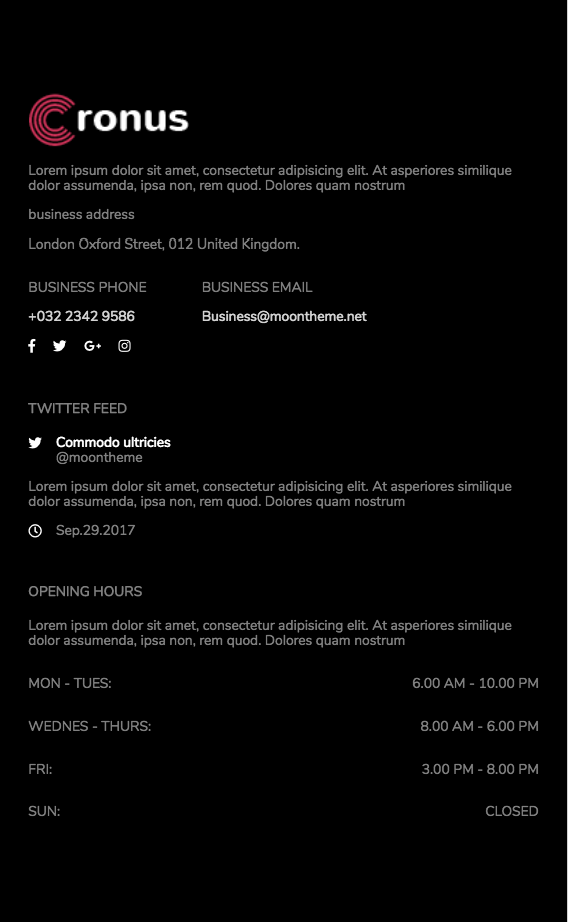 Cronus
Lorem ipsum dolor sit amet, consectetur adipisicing elit. At asperiores similique
dolor assumenda, ipsa non, rem quod. Dolores quam nostrum
business address
London Oxford Street, 012 United Kingdom.
BUSINESS PHONE BUSINESS EMAIL
+032 2342 9586 Business@moontheme.net
TWITTER FEED
Commodo ultricies
@moontheme
Lorem ipsum dolor sit amet, consectetur adipisicing elit. At asperiores similique
dolor assumenda, ipsa non, rem quod. Dolores quam nostrum
Sep.29.2017
OPENING HOURS
Lorem ipsum dolor sit amet, consectetur adipisicing elit. At asperiores similique
dolor assumenda, ipsa non, rem quod. Dolores quam nostrum
MON - TUES: 6.00 AM - 10.00 PM
WEDNES - THURS: 8.00 AM - 6.00 PM
FRI: 3.00 PM - 8.00 PM
SUN: CLOSED